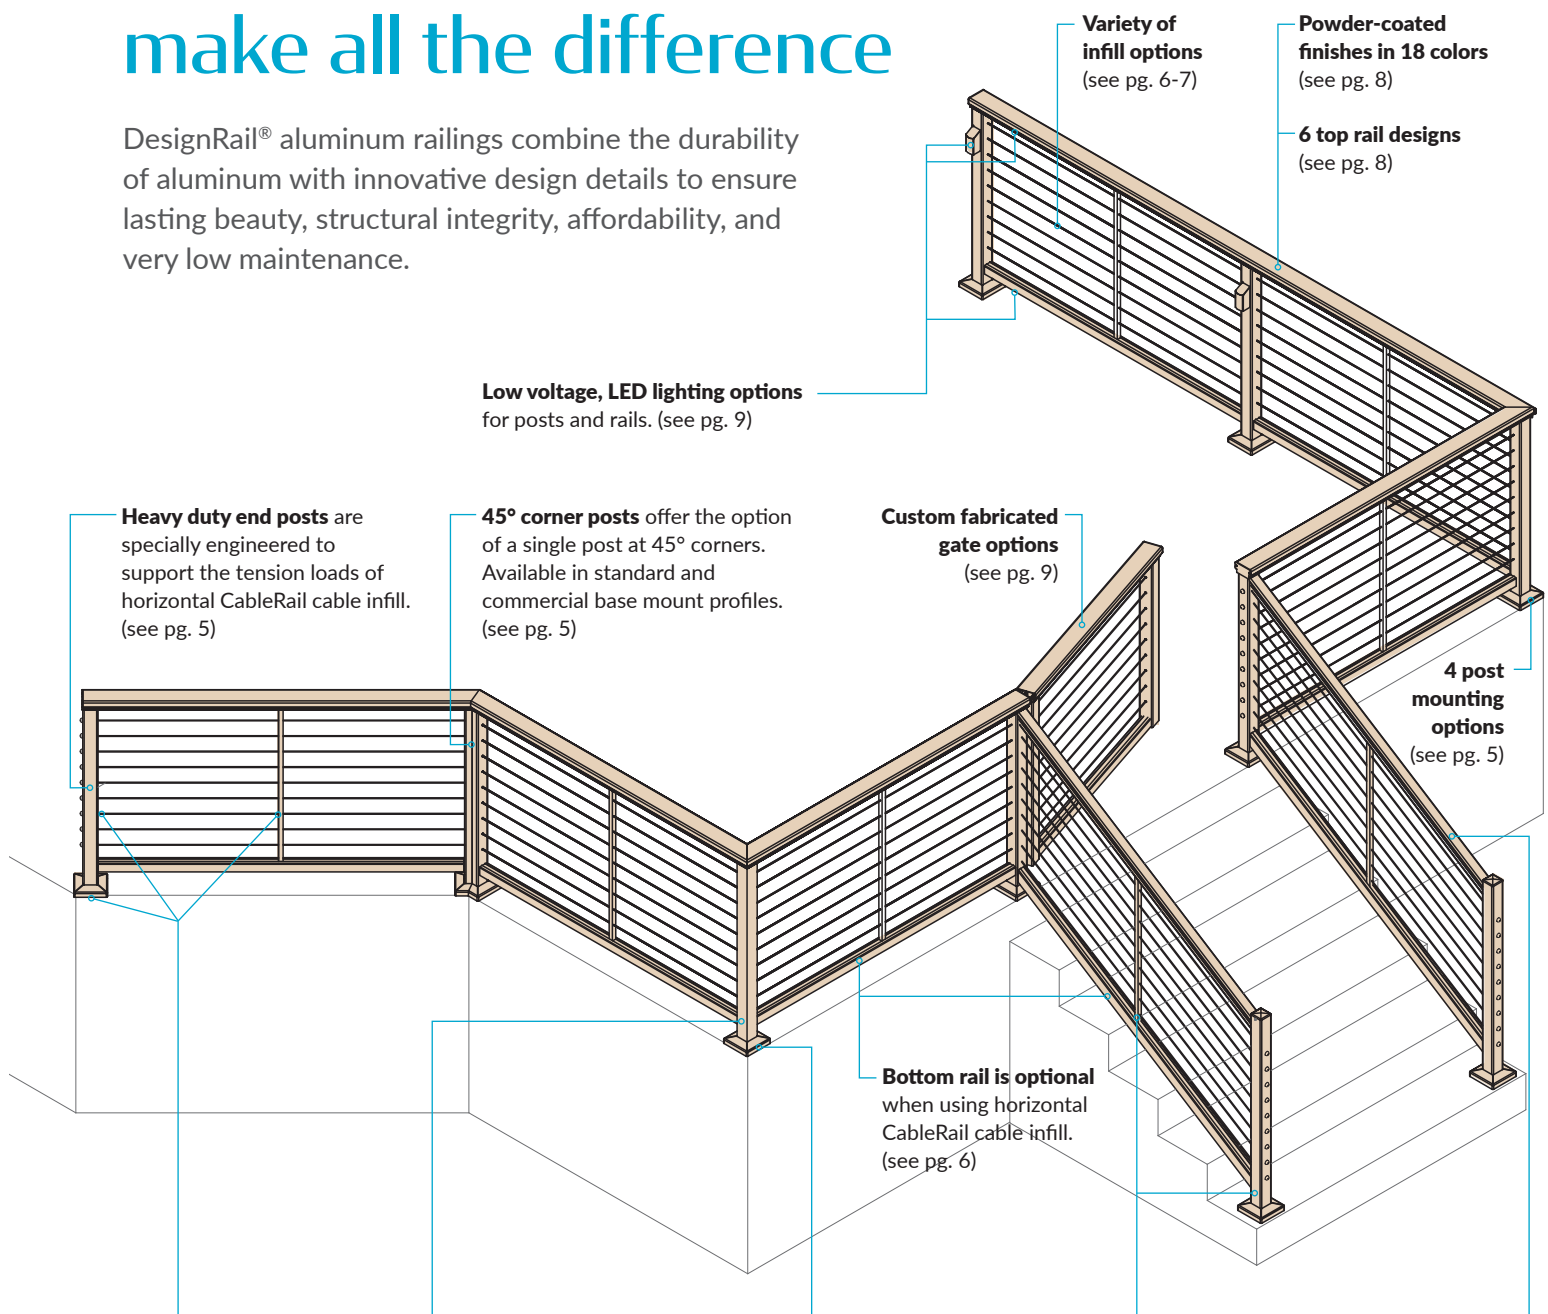 make all the difference
DesignRail® aluminum railings combine the durability
of aluminum with innovative design details to ensure
lasting beauty, structural integrity, affordability, and
very low maintenance.
Variety of
infill options
(see pg. 6-7)
Powder-coated
finishes in 18 colors
(see pg. 8)
6 top rail designs
(see pg. 8)
Low voltage, LED lighting options
for posts and rails. (see pg. 9)
Heavy duty end posts are
specially engineered to
support the tension loads of
horizontal CableRail cable infill.
(see pg. 5)
45° corner posts offer the option
of a single post at 45° corners.
Available in standard and
commercial base mount profiles.
(see pg. 5)
Custom fabricated
gate options
(see pg. 9)
4 post
mounting
options
(see pg. 5)
Bottom rail is optional
when using horizontal
CableRail cable infill.
(see pg. 6)